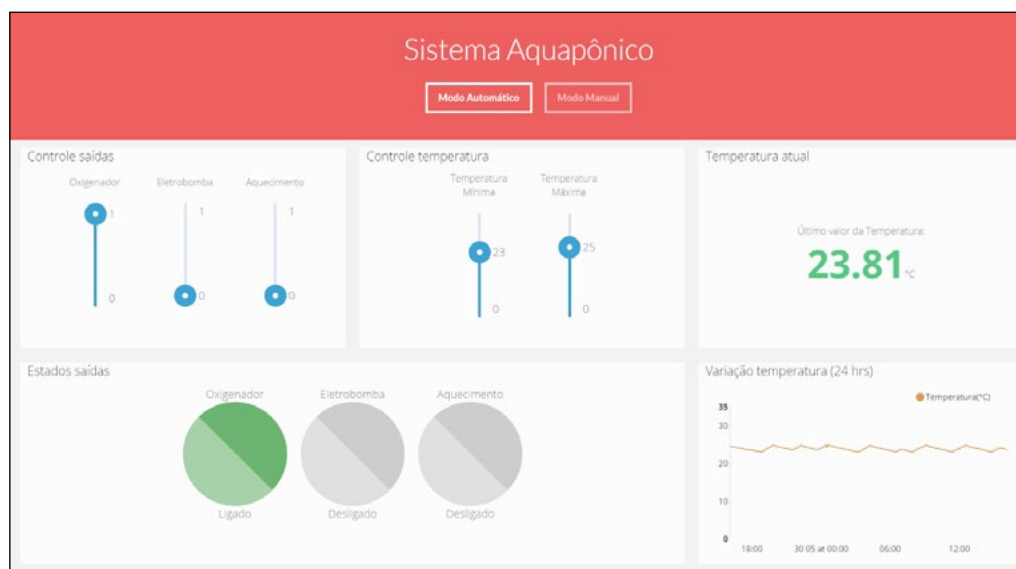 Sistema Aquapônico
Modo Automático
Modo Manual
Controle saídas
Oxigenador
Eletrobomba
Aquecimento
1
1
1
0
0
0
Controle temperatura
Temperatura
Mínima
Temperatura
Máxima
23
25
0
0
Temperatura atual
Último valor da Temperatura:
23.81 °C
Estados saídas
Oxigenador
Eletrobomba
Aquecimento
Ligado
Desligado
Desligado
Variação temperatura (24 hrs)
Temperatura(°C)
35
30
20
10
0
18:00
30 05 at 00:00
06:00
12:00